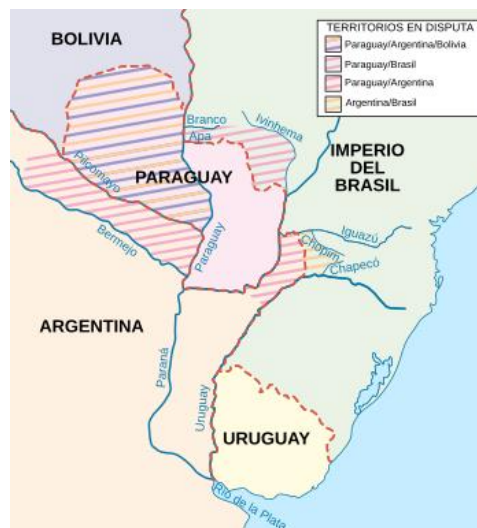 TERRITORIOS EN DISPUTA
Paraguay/Argentina/Bolivia
Paraguay/Brasil
Paraguay/Argentina
Argentina/Brasil
BOLIVIA
Branco
Apa
Ivinhema
IMPERIO
DEL
BRASIL
Pilcomayo
PARAGUAY
Bermejo
Paraguay
Iguazú
Chopim
Chapecó
ARGENTINA
Paraná
Uruguay
URUGUAY
Río de la Plata